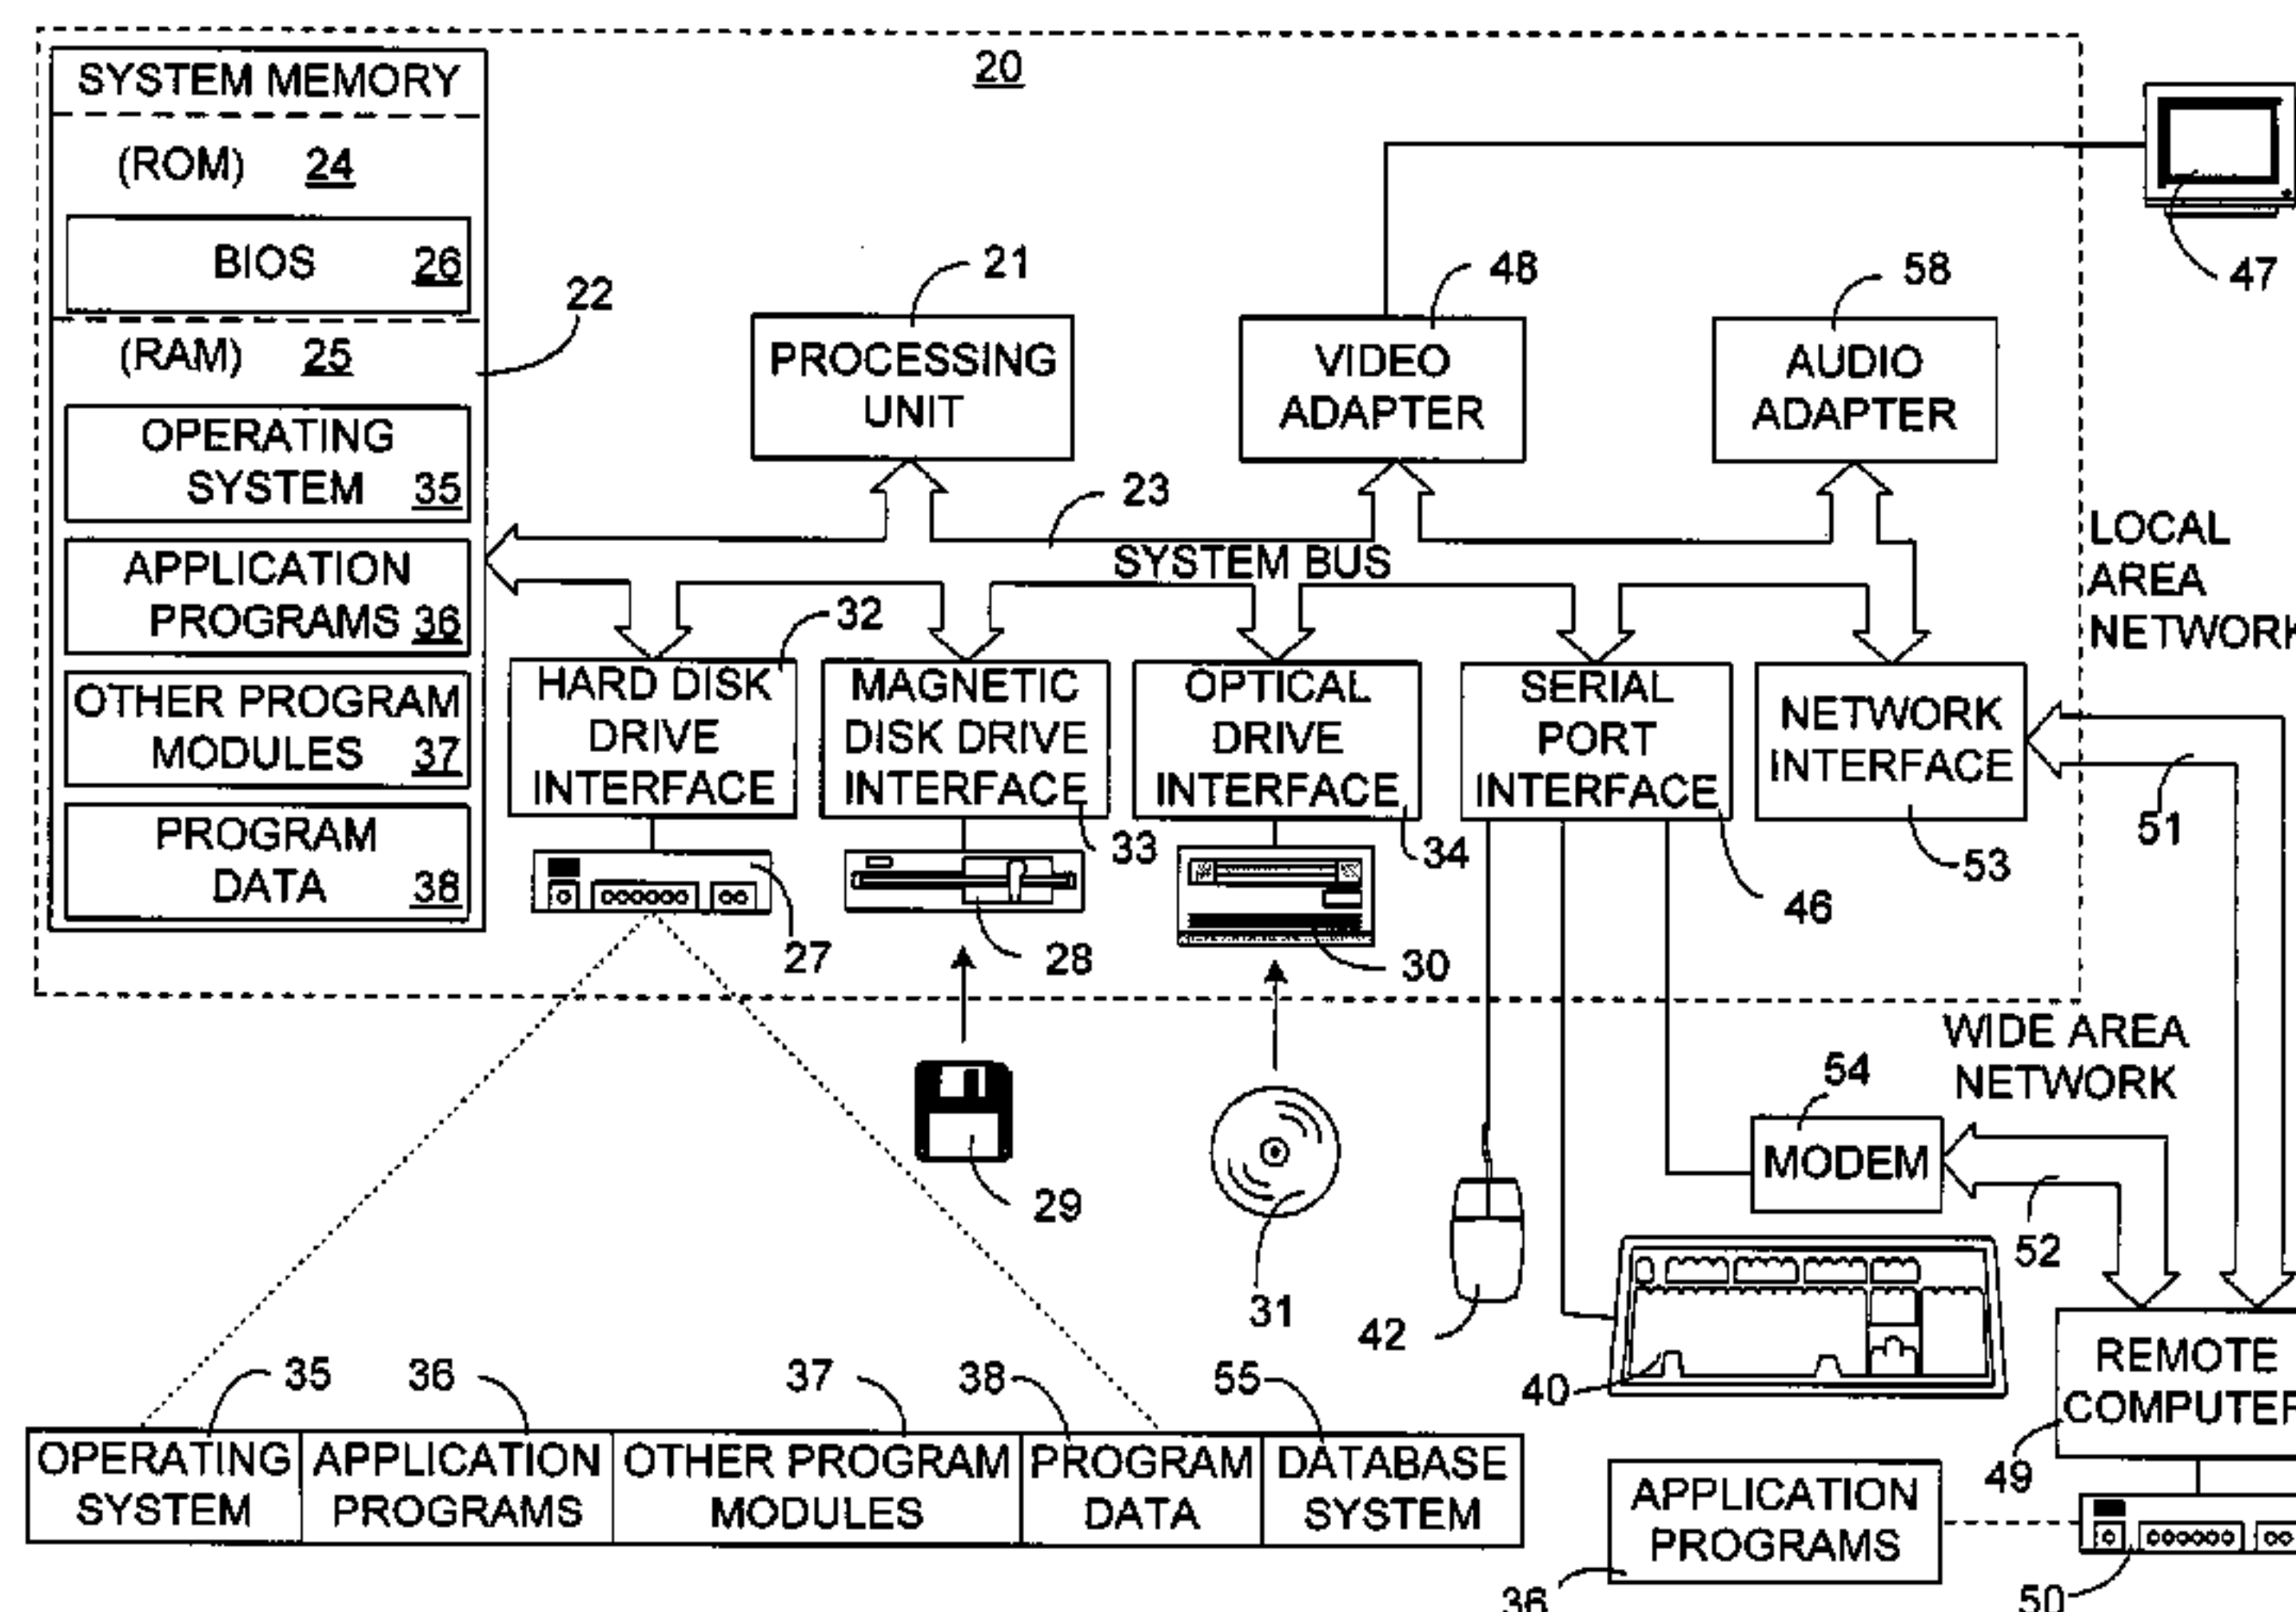 20
SYSTEM MEMORY
(ROM) 24
BIOS 26
22
(RAM) 25
OPERATING
SYSTEM 35
APPLICATION
PROGRAMS 36
OTHER PROGRAM
MODULES 37
PROGRAM
DATA 38
21
PROCESSING
UNIT
48
VIDEO
ADAPTER
58
AUDIO
ADAPTER
47
23
SYSTEM BUS
LOCAL
AREA
NETWORK
32
HARD DISK
DRIVE
INTERFACE
MAGNETIC
DISK DRIVE
INTERFACE
33
OPTICAL
DRIVE
INTERFACE
34
SERIAL
PORT
INTERFACE
46
NETWORK
INTERFACE
53
51
27
28
30
29
31
42
40
WIDE AREA
NETWORK
54
MODEM
52
REMOTE
COMPUTER
49
35
36
37
38
55
OPERATING
SYSTEM
APPLICATION
PROGRAMS
OTHER PROGRAM
MODULES
PROGRAM
DATA
DATABASE
SYSTEM
APPLICATION
PROGRAMS
36
50